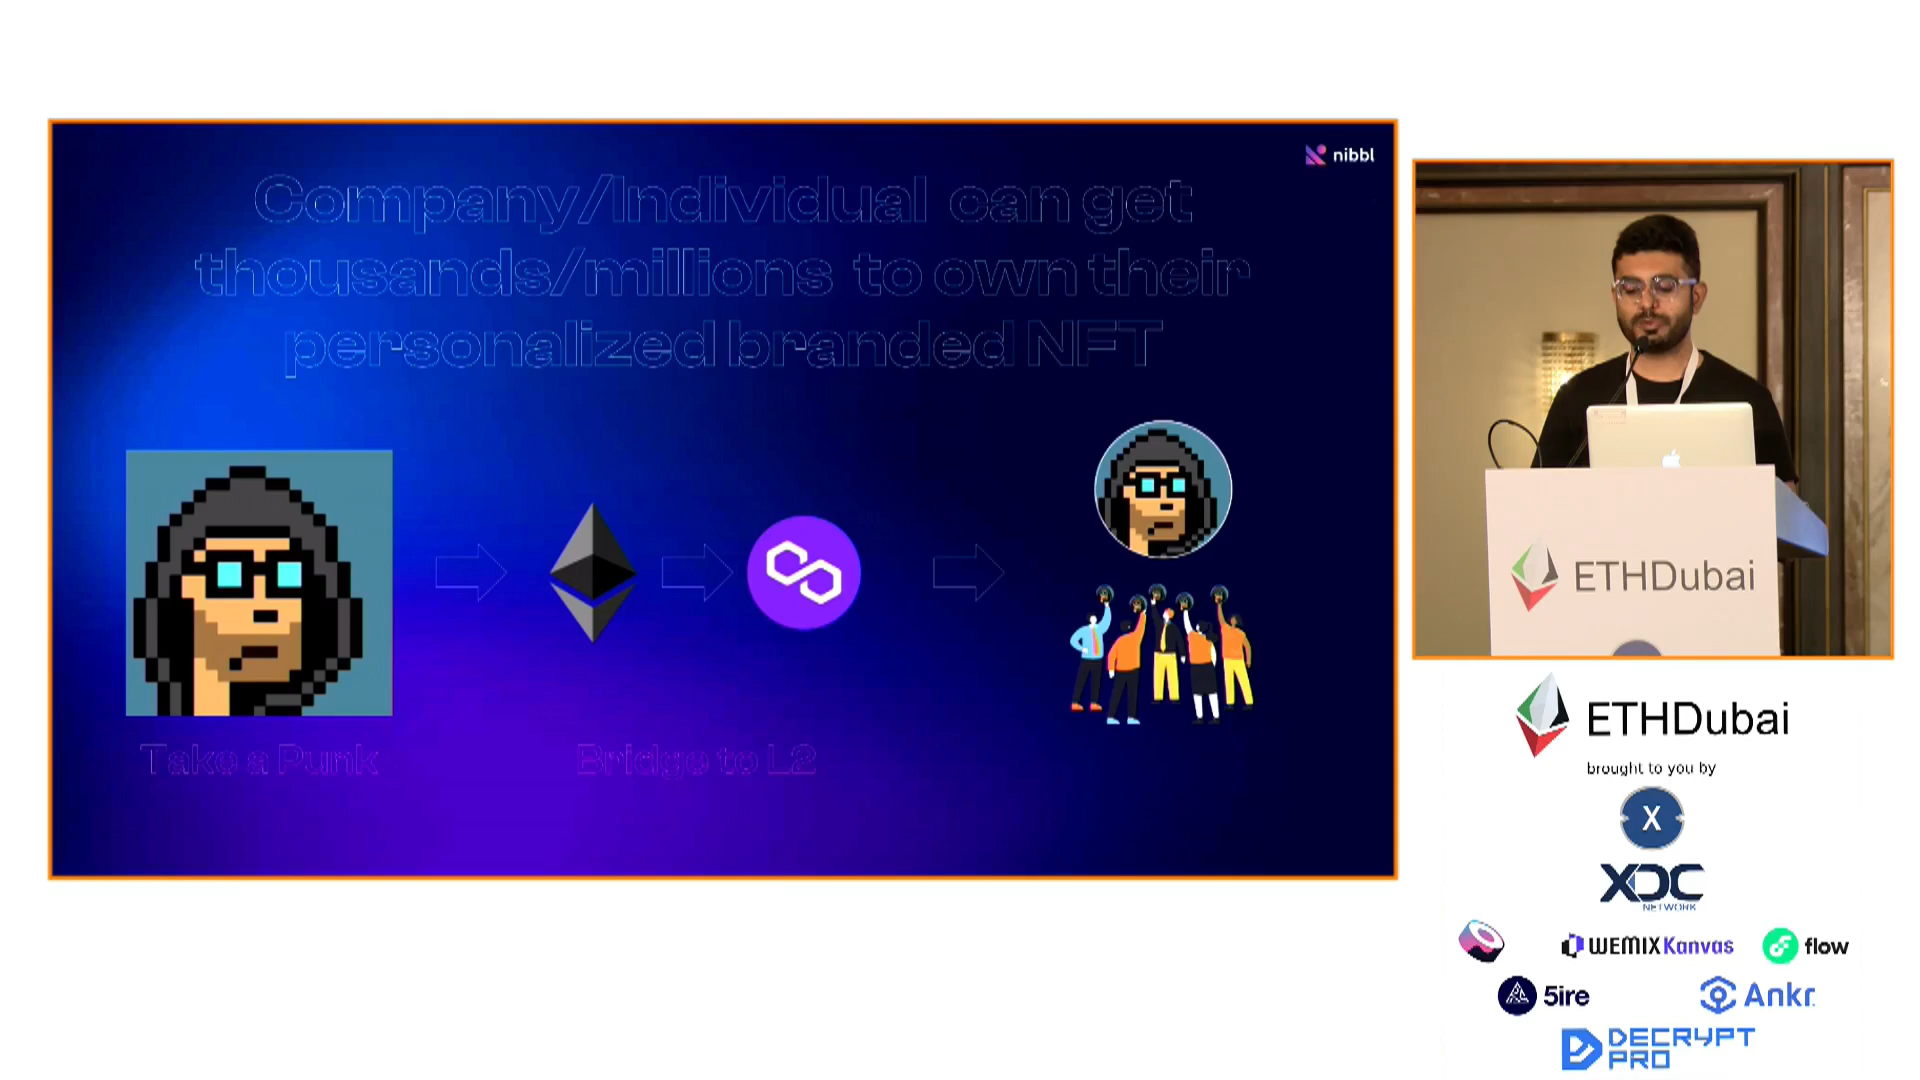 nibbl
Company/Individual can get
thousands/millions to own their
personalized branded NFT
Take a Punk
Bridge to L2
ETHDubai
ETHDubai
brought to you by
X
XDC
NETWORK
WEMIX Kanvas
flow
5ire
Ankr
DECRYPT
PRO